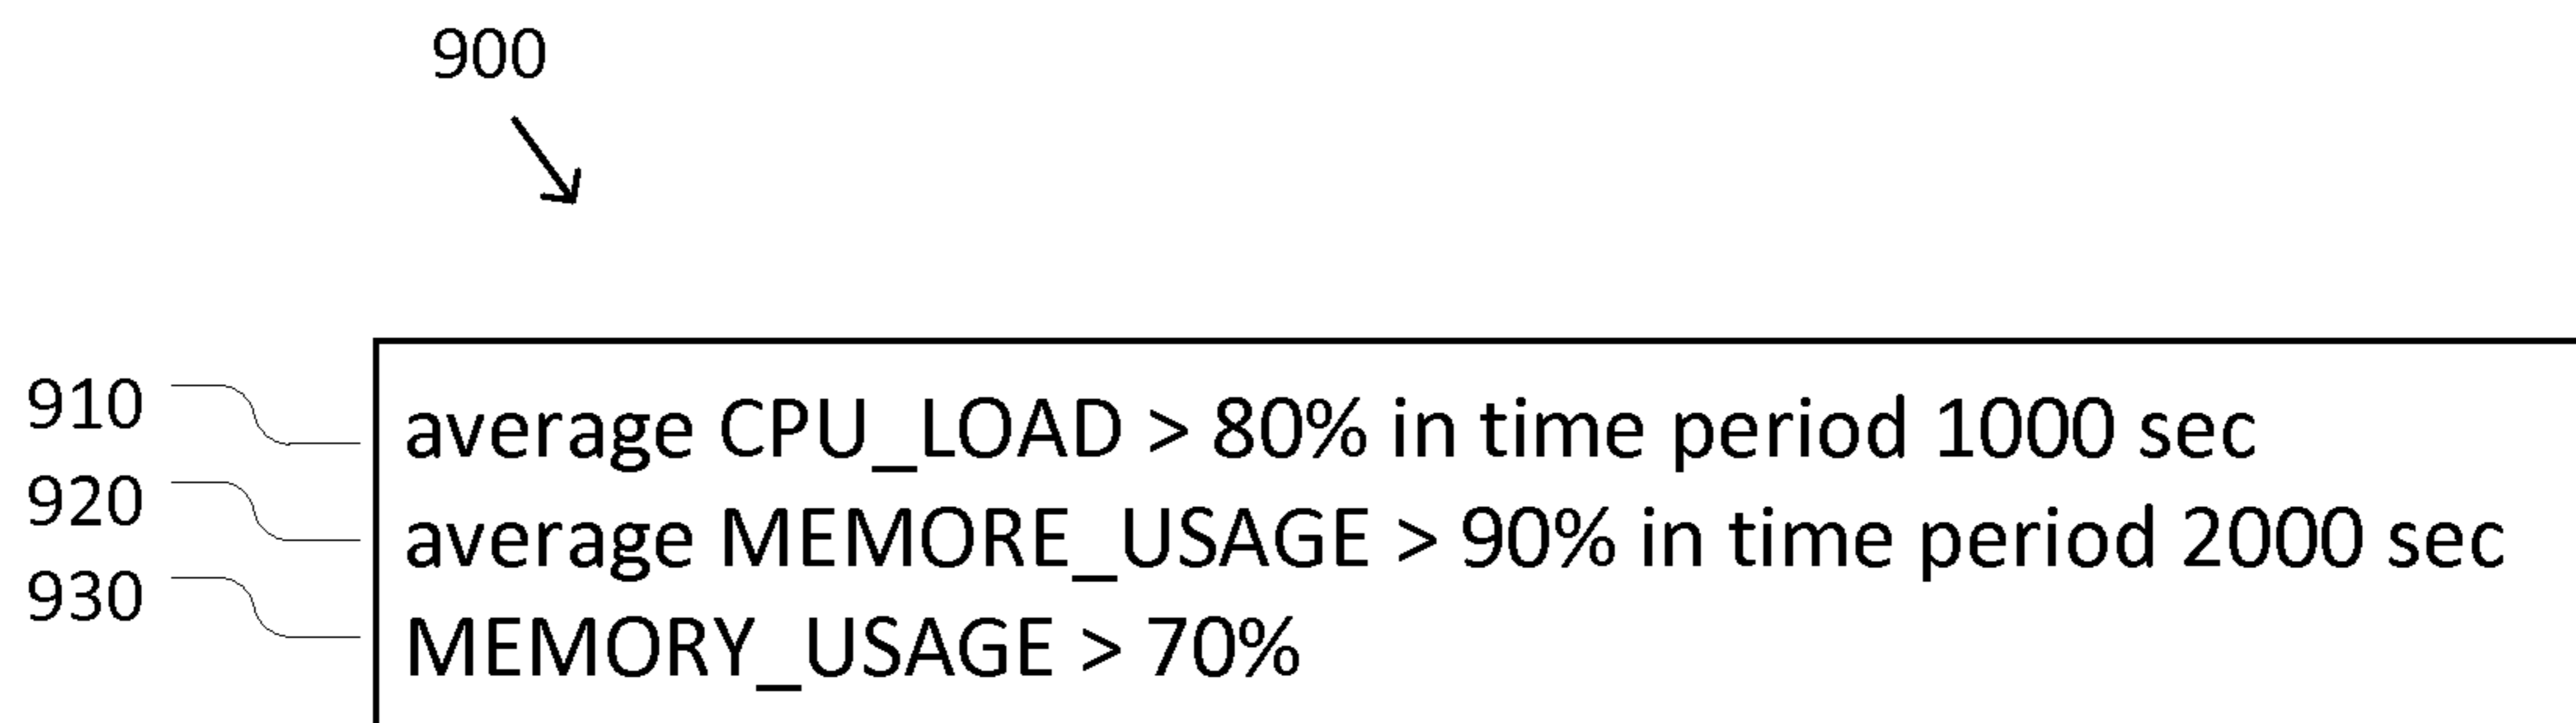 900
910 average CPU_LOAD > 80% in time period 1000 sec
920 average MEMORE_USAGE > 90% in time period 2000 sec
930 MEMORY_USAGE > 70%